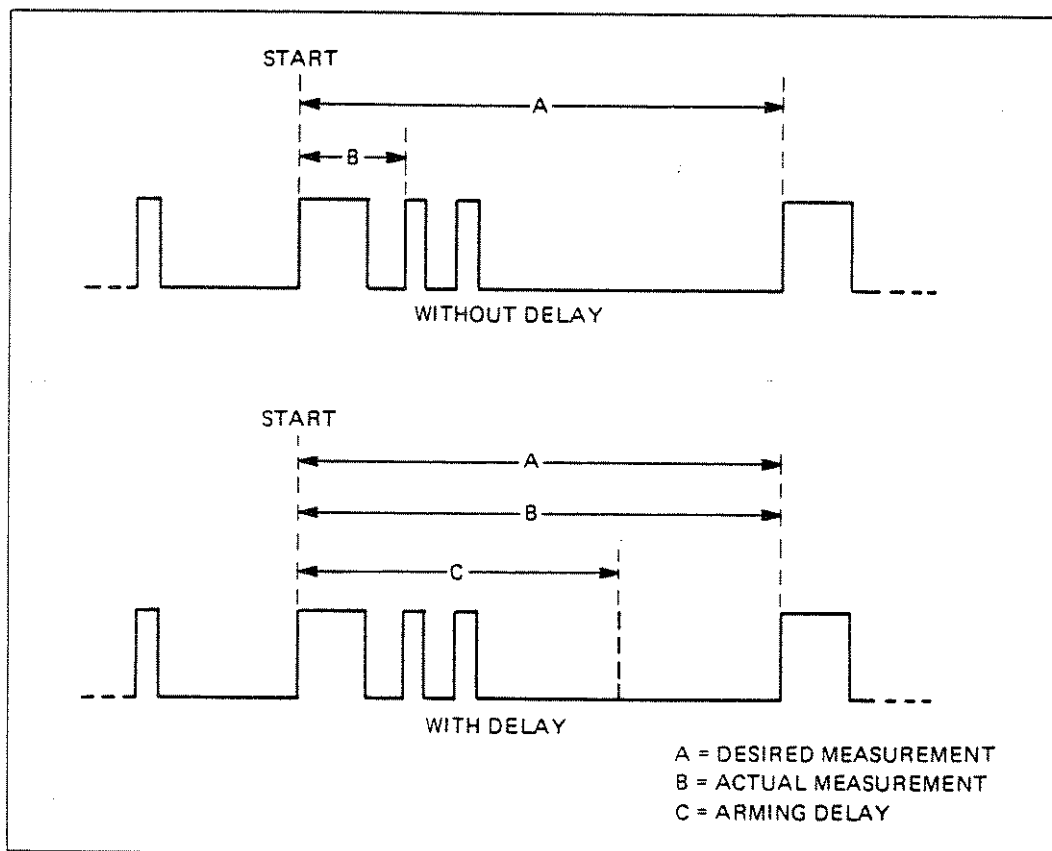 START
A
B
WITHOUT DELAY
START
A
B
C
WITH DELAY
A = DESIRED MEASUREMENT
B = ACTUAL MEASUREMENT
C = ARMING DELAY